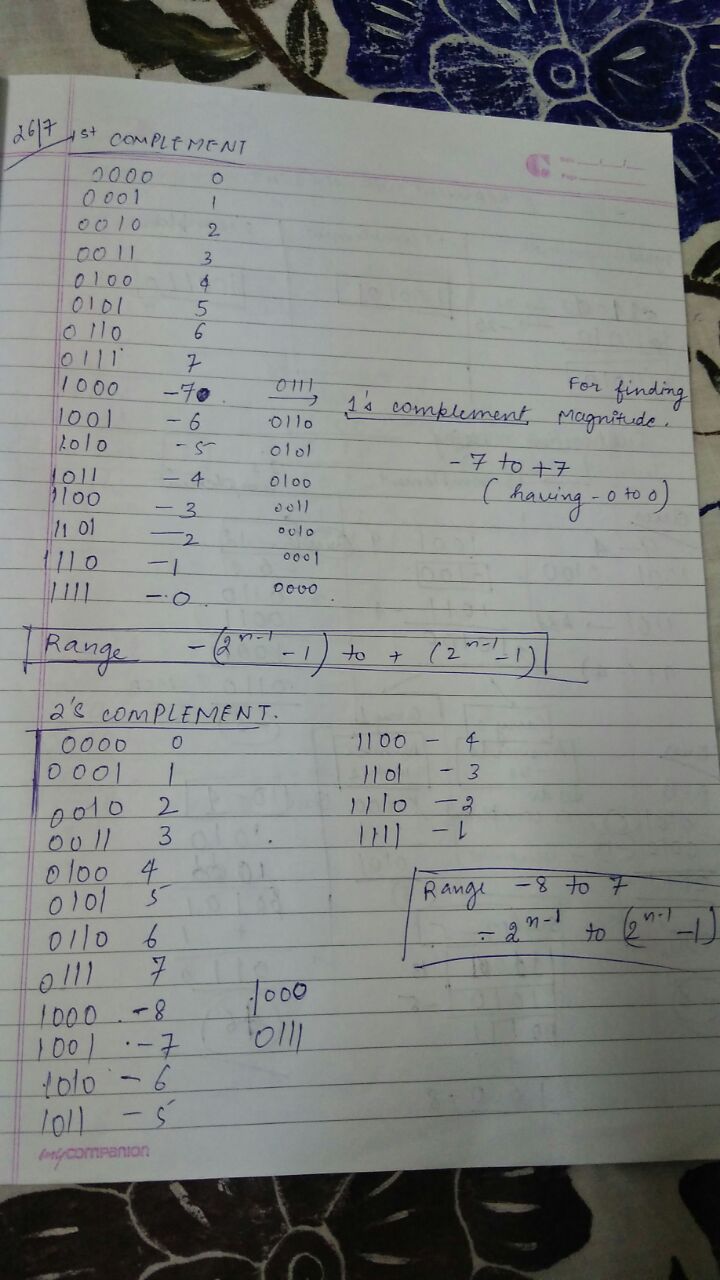 26/7 1st COMPLEMENT
0000 0
0001 1
0010 2
0011 3
0100 4
0101 5
0110 6
0111 7
1000 -7 0111 → 1's complement For finding Magnitude.
1001 -6 0110
1010 -5 0101
1011 -4 0100
1100 -3 0011
1101 -2 0010
1110 -1 0001
1111 -0 0000
-7 to +7
(having -0 to 0)
Range -(2^n-1 - 1) to + (2^n-1 - 1)
2's COMPLEMENT.
0000 0
0001 1
0010 2
0011 3
0100 4
0101 5
0110 6
0111 7
1000 -8 1000
1001 -7 0111
1010 -6
1011 -5
1100 - 4
1101 - 3
1110 - 2
1111 - 1
Range -8 to 7
- 2^n-1 to (2^n-1 - 1)
mycompanion